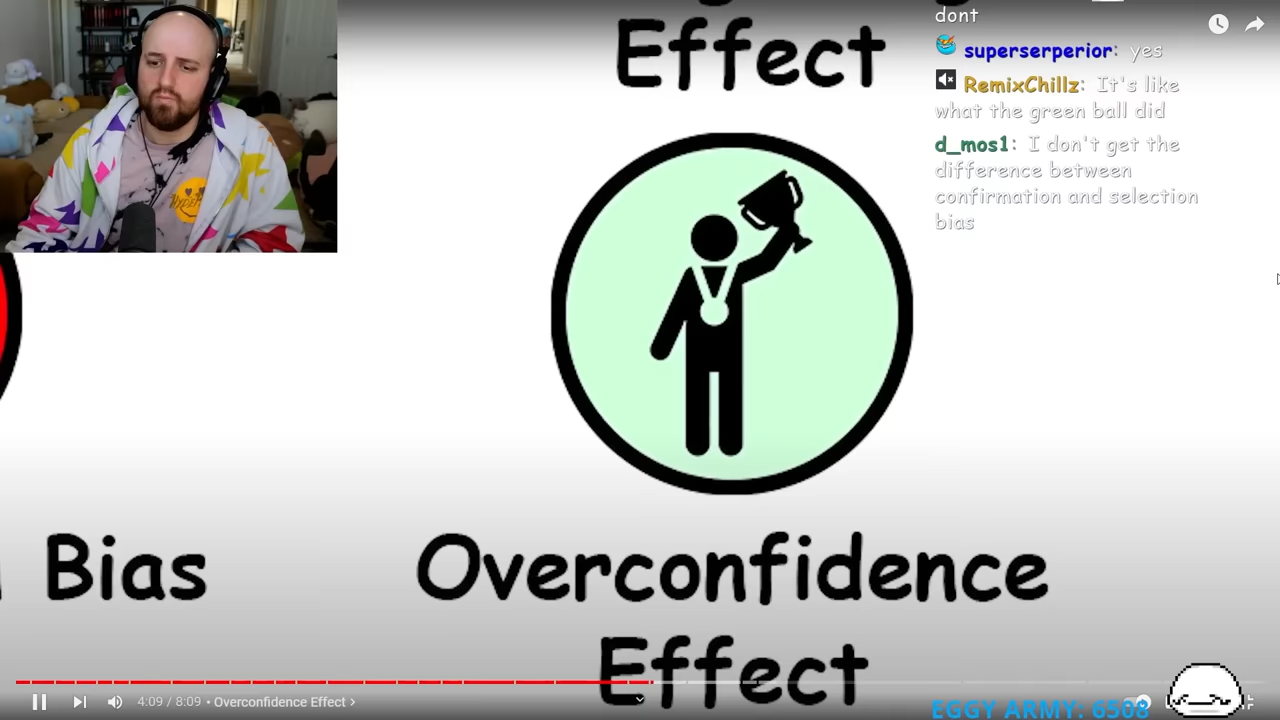 Effect
dont
superserperior: yes
RemixChillz: It's like
what the green ball did
d_mos1: I don't get the
difference between
confirmation and selection
bias
Bias
Overconfidence
Effect
4:09 / 8:09 • Overconfidence Effect >
EGGY ARMY: 6508